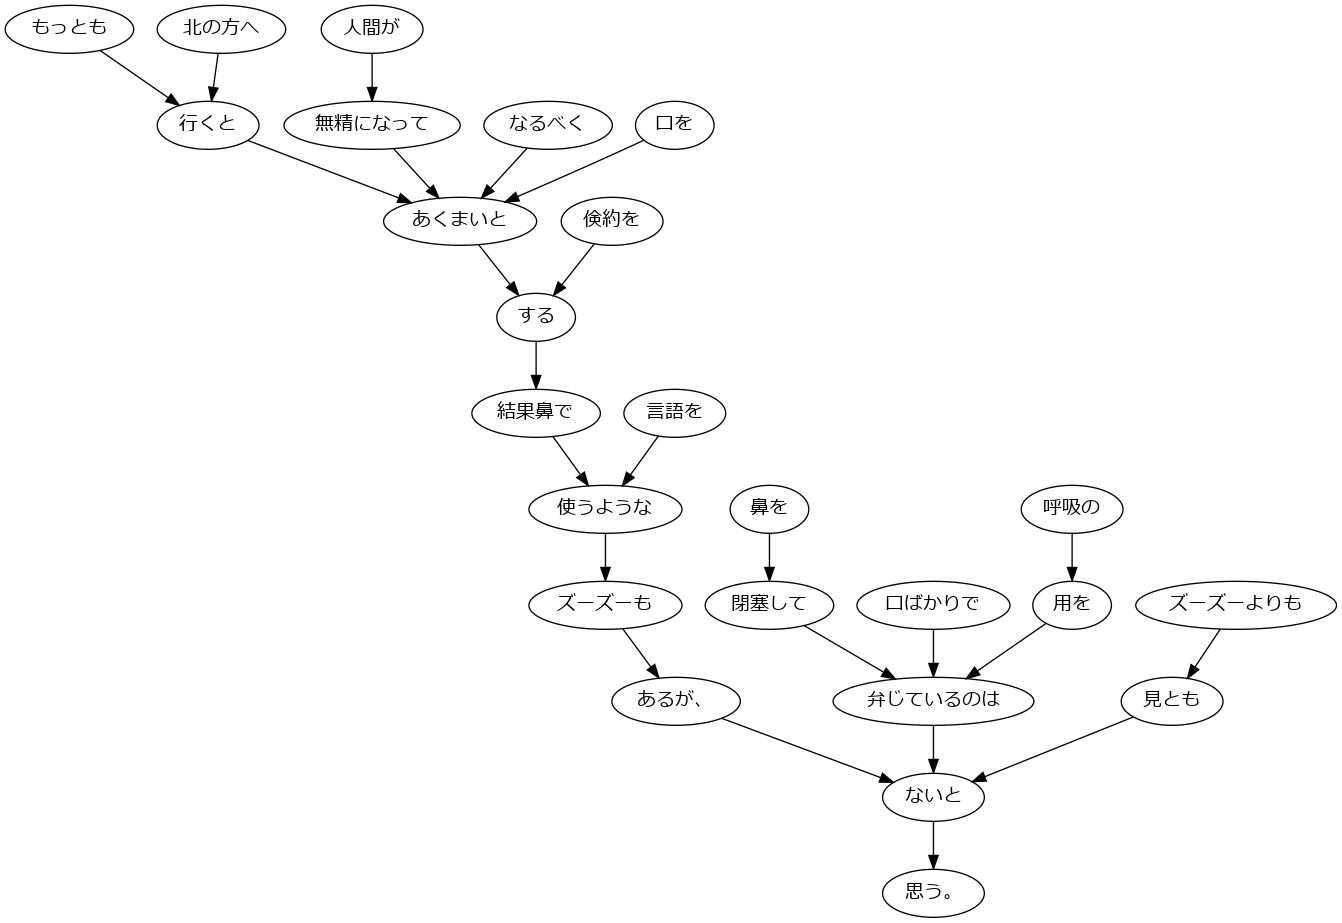 もっとも
北の方へ
人間が
行くと
無精になって
なるべく
口を
あくまいと
倹約を
する
結果鼻で
言語を
使うような
鼻を
呼吸の
ズーズーも
閉塞して
口ばかりで
用を
ズーズーよりも
あるが、
弁じているのは
見とも
ないと
思う。